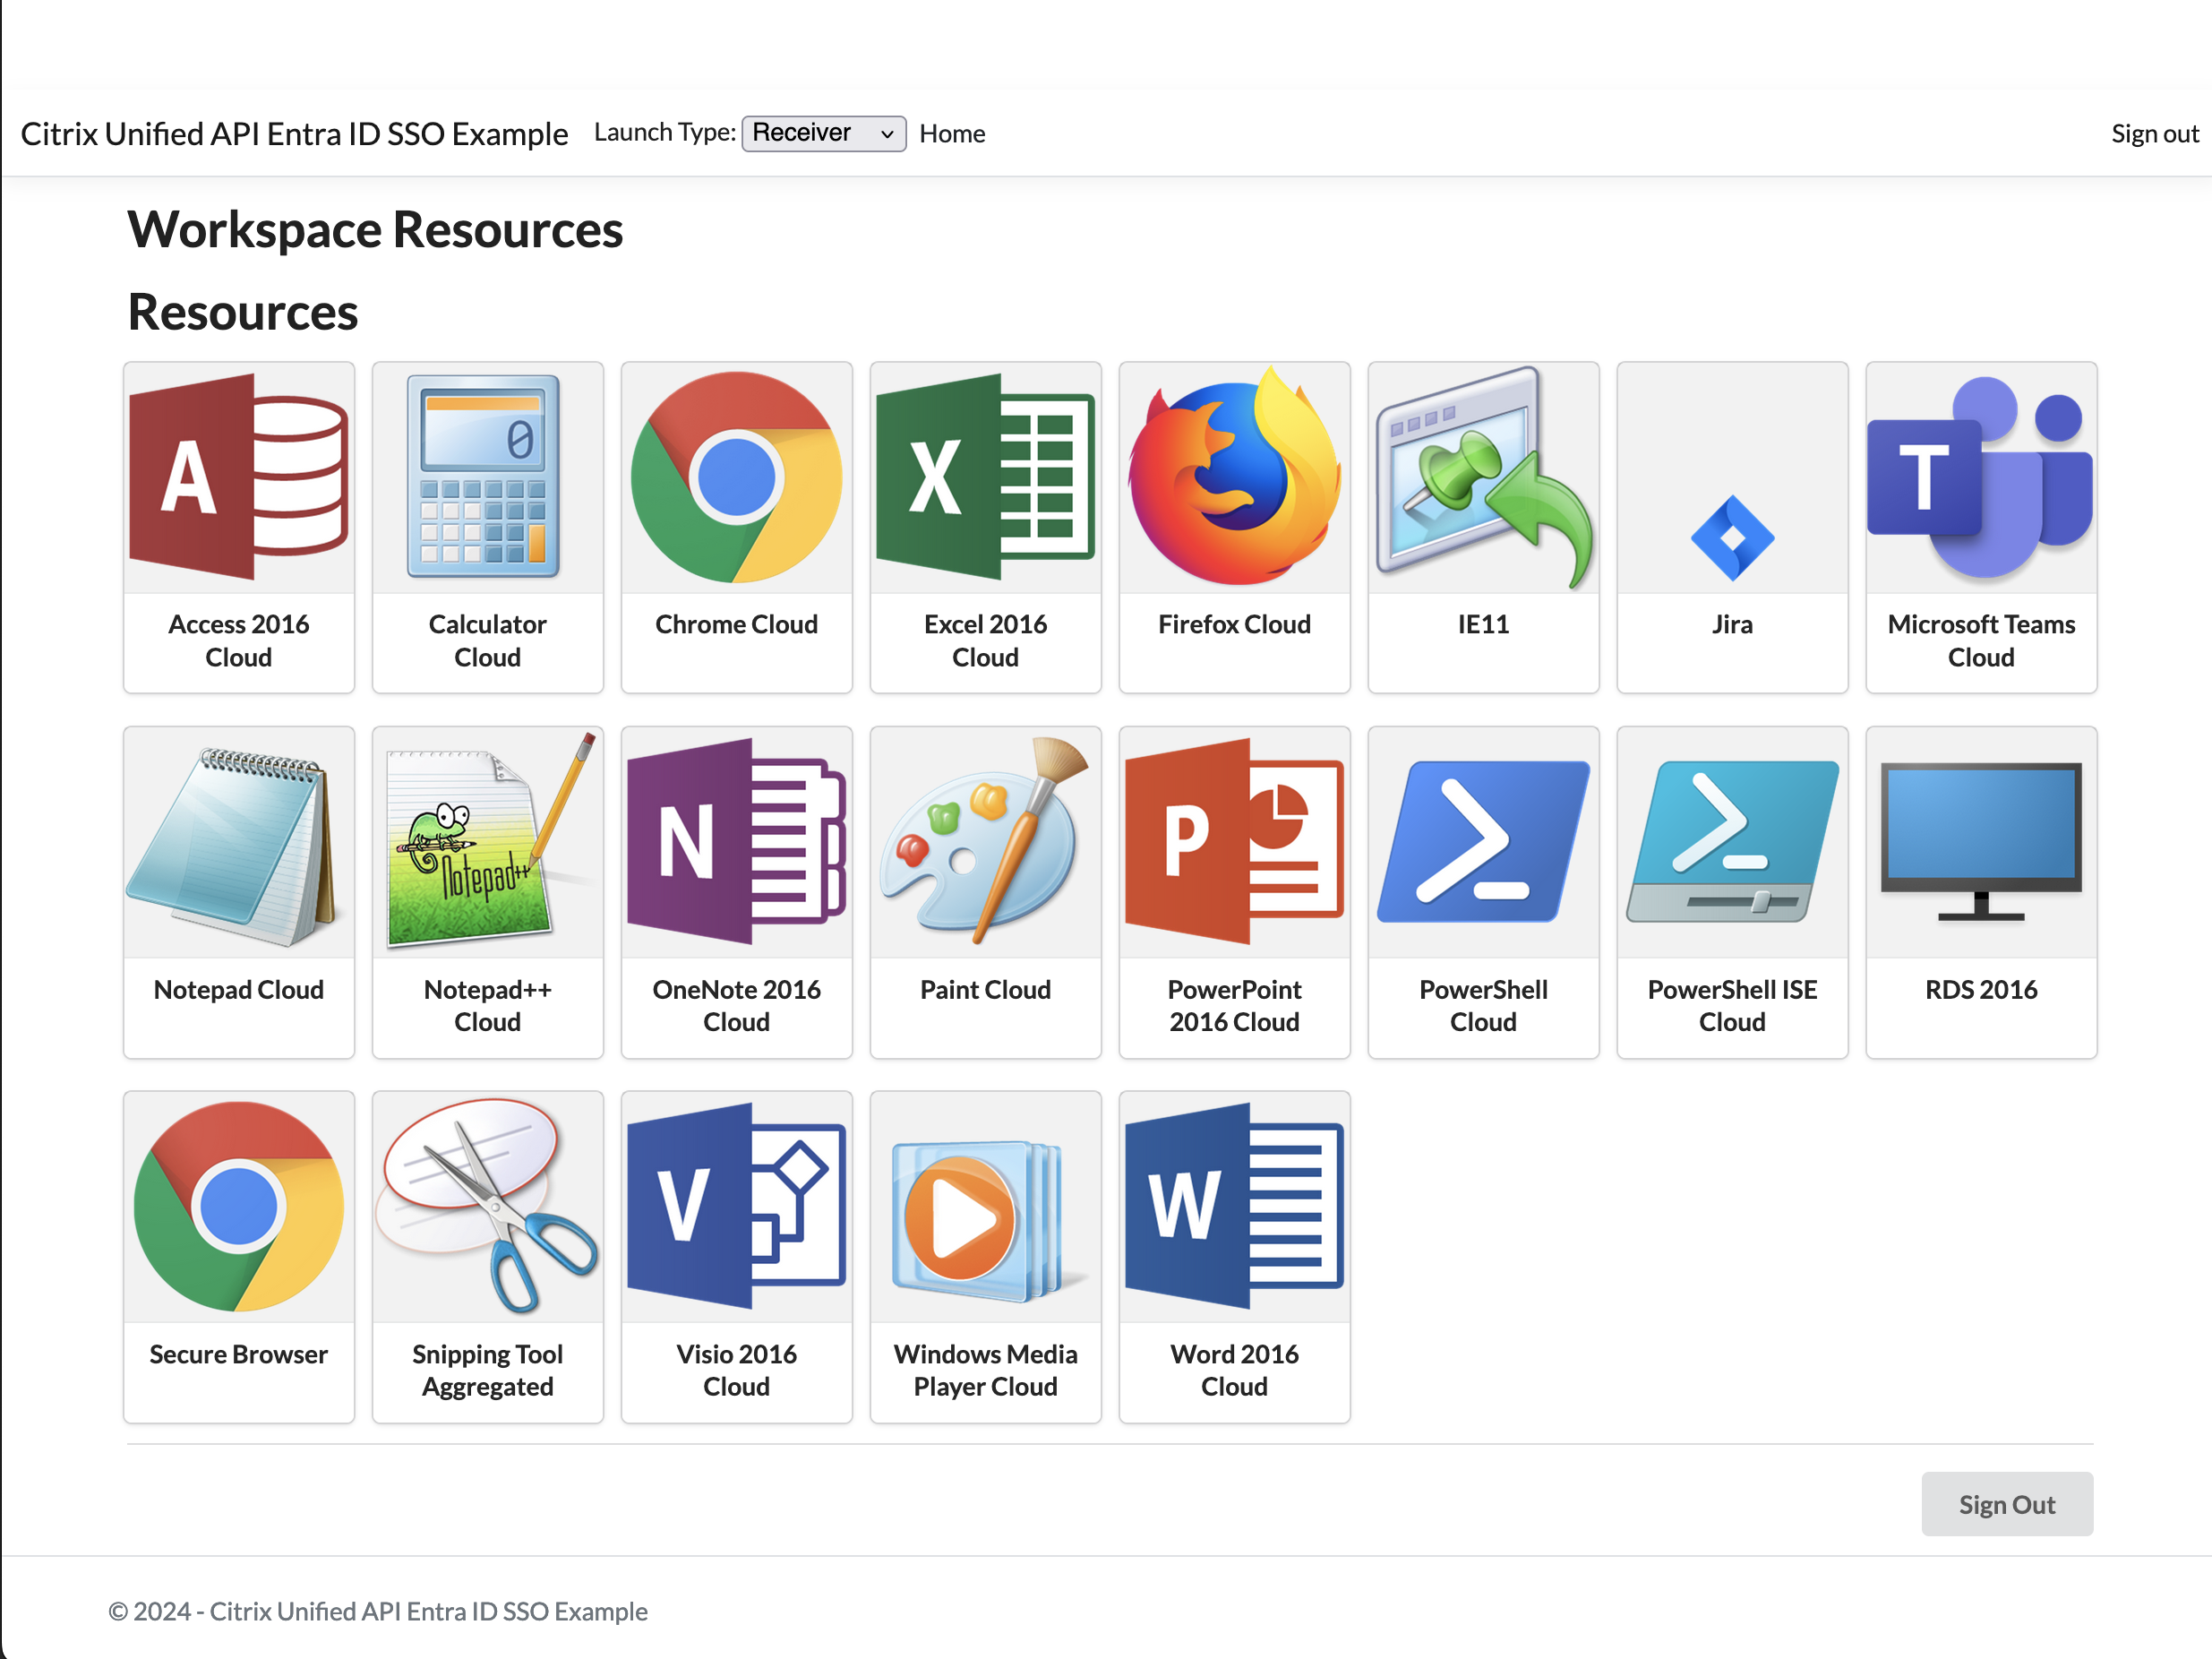 Citrix Unified API Entra ID SSO Example Launch Type: Receiver Home Sign out
Workspace Resources
Resources
A
0
X
T
Access 2016
Cloud
Calculator
Cloud
Chrome Cloud
Excel 2016
Cloud
Firefox Cloud
IE11
Jira
Microsoft Teams
Cloud
Notepad++
N
P
Notepad Cloud
Notepad++
Cloud
OneNote 2016
Cloud
Paint Cloud
PowerPoint
2016 Cloud
PowerShell
Cloud
PowerShell ISE
Cloud
RDS 2016
V
W
Secure Browser
Snipping Tool
Aggregated
Visio 2016
Cloud
Windows Media
Player Cloud
Word 2016
Cloud
Sign Out
© 2024 - Citrix Unified API Entra ID SSO Example